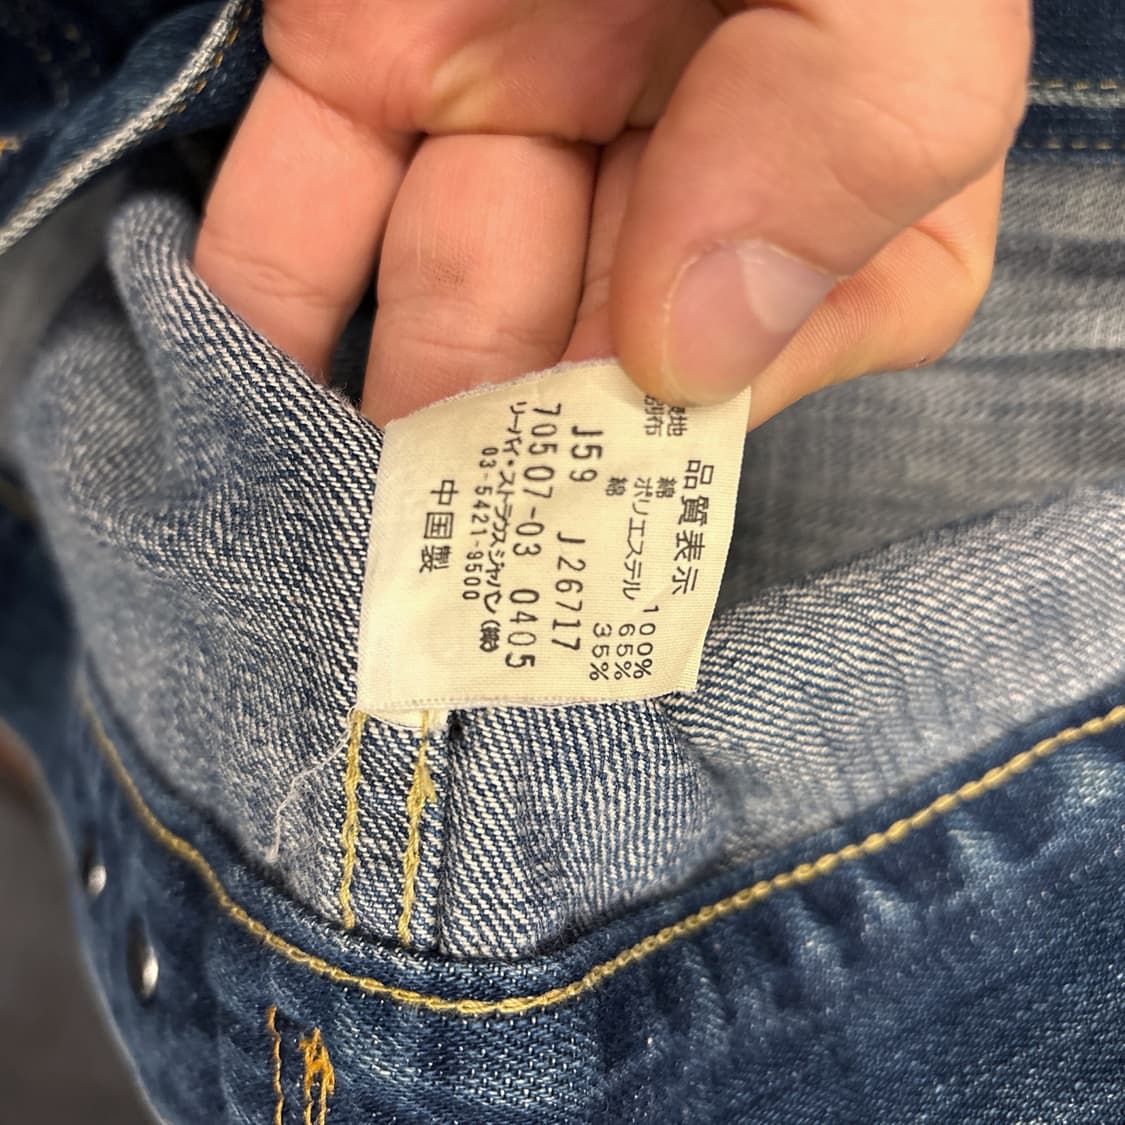 品質表示
綿 100%
別布 ポリエステル 65%
綿 35%
J59 J26717
70507-03 0405
リーバイ・ストラウスジャパン(株)
03-5421-9500
中国製